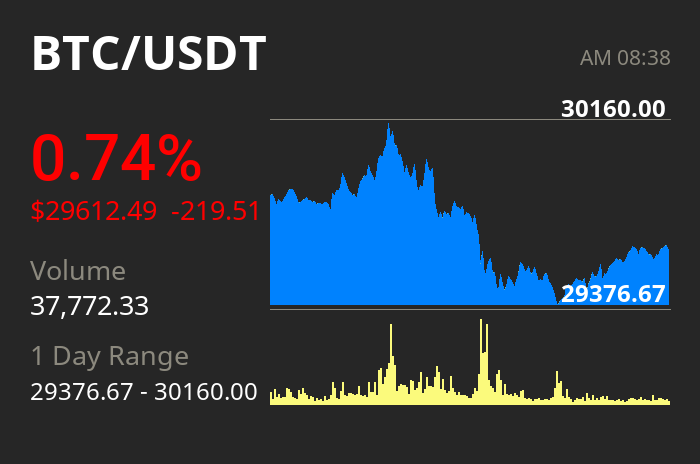 BTC/USDT
AM 08:38
30160.00
0.74%
$29612.49 -219.51
Volume
37,772.33
29376.67
1 Day Range
29376.67 - 30160.00